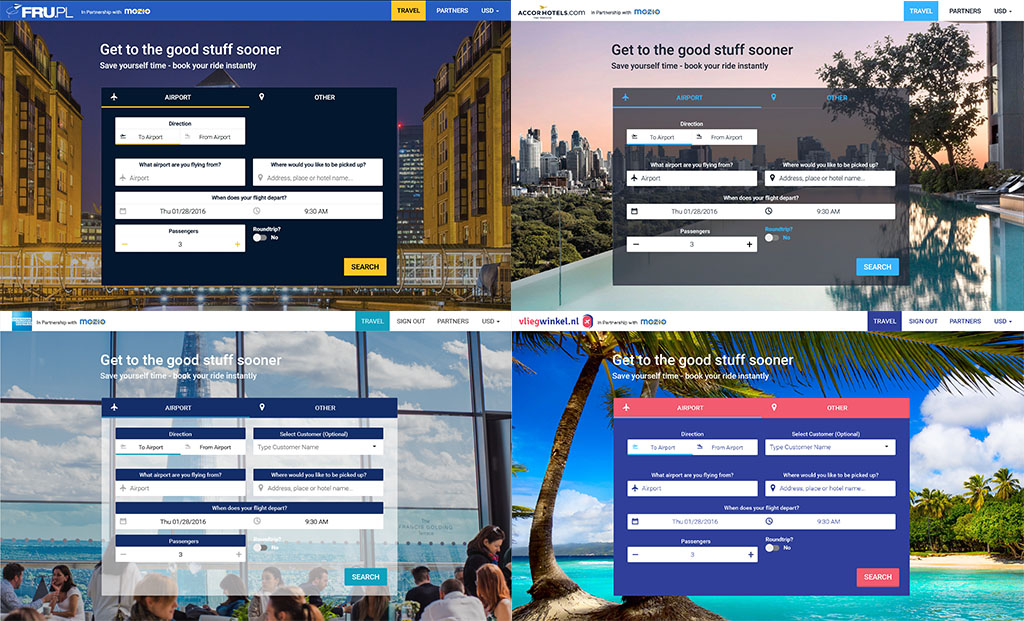 FRU.PL In Partnership with mozio TRAVEL PARTNERS USD
Get to the good stuff sooner
Save yourself time - book your ride instantly
AIRPORT OTHER
Direction
To Airport From Airport
What airport are you flying from? Where would you like to be picked up?
Airport Address, place or hotel name...
When does your flight depart?
Thu 01/28/2016 9:30 AM
Passengers Roundtrip?
3 No
SEARCH
ACCORHOTELS.COM In Partnership with mozio TRAVEL PARTNERS USD
Get to the good stuff sooner
Save yourself time - book your ride instantly
AIRPORT OTHER
Direction
To Airport From Airport
What airport are you flying from? Where would you like to be picked up?
Airport Address, place or hotel name...
When does your flight depart?
Thu 01/28/2016 9:30 AM
Passengers Roundtrip?
3 No
SEARCH
In Partnership with mozio TRAVEL SIGN OUT PARTNERS USD
Get to the good stuff sooner
Save yourself time - book your ride instantly
AIRPORT OTHER
Direction Select Customer (Optional)
To Airport From Airport Type Customer Name
What airport are you flying from? Where would you like to be picked up?
Airport Address, place or hotel name...
When does your flight depart?
Thu 01/28/2016 9:30 AM
The
FRANCIS GOLDING
Passengers Roundtrip?
3 No
SEARCH
vliegwinkel.nl In Partnership with mozio TRAVEL SIGN OUT PARTNERS USD
Get to the good stuff sooner
Save yourself time - book your ride instantly
AIRPORT OTHER
Direction Select Customer (Optional)
To Airport From Airport Type Customer Name
What airport are you flying from? Where would you like to be picked up?
Airport Address, place or hotel name...
When does your flight depart?
Thu 01/28/2016 9:30 AM
Passengers Roundtrip?
3 No
SEARCH